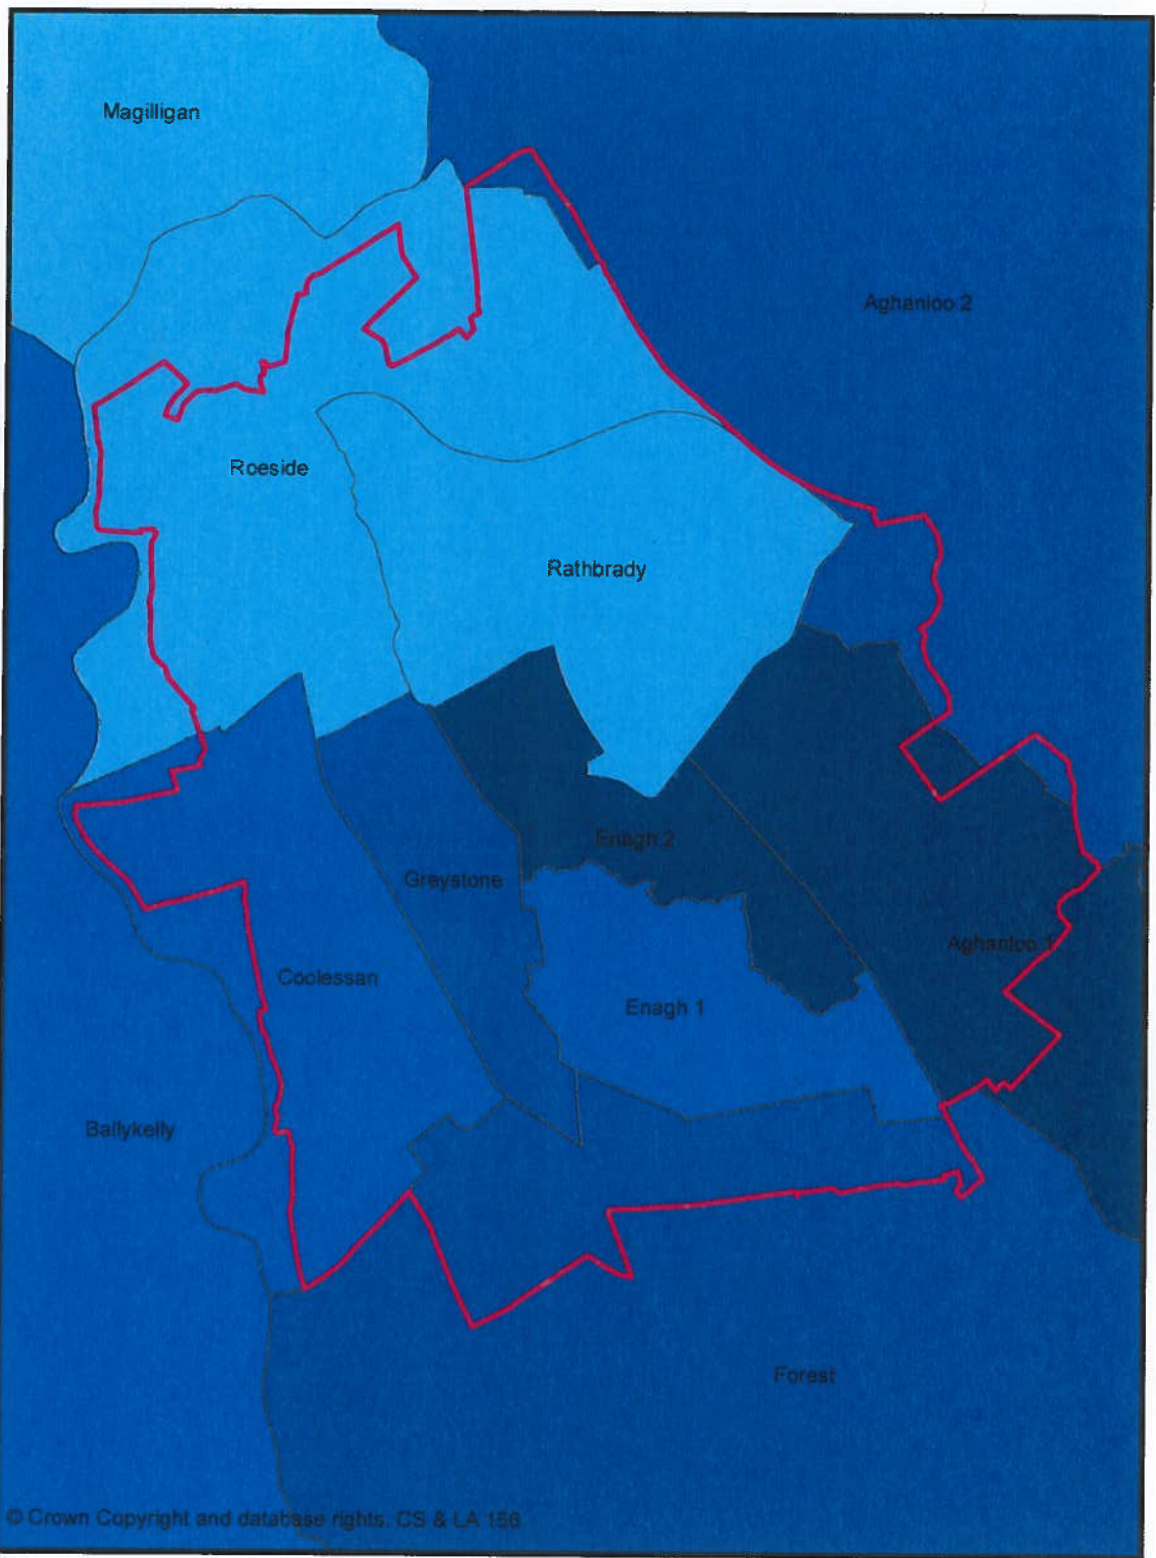 Magilligan
Aghanloo 2
Roeside
Rathbrady
Enagh 2
Greystone
Aghanloo 1
Coolessan
Enagh 1
Ballykelly
Forest
© Crown Copyright and database rights. CS & LA 156